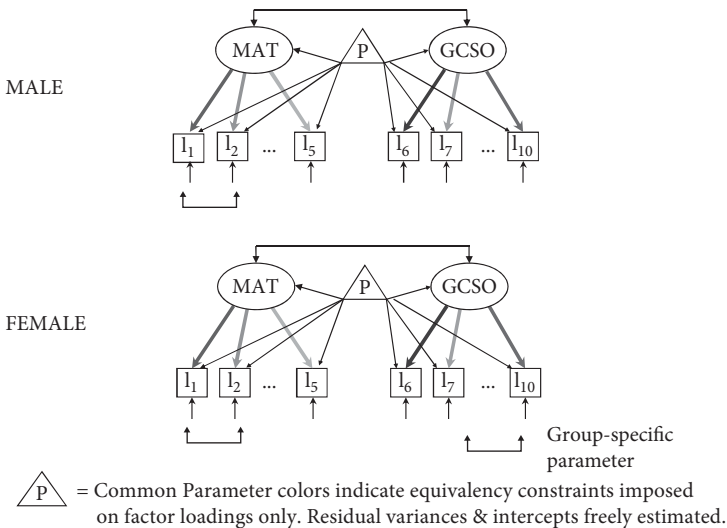 MALE
MAT P GCSO
l1 l2 ... l5 l6 l7 ... l10
FEMALE
MAT P GCSO
l1 l2 ... l5 l6 l7 ... l10
Group-specific
parameter
P = Common Parameter colors indicate equivalency constraints imposed
on factor loadings only. Residual variances & intercepts freely estimated.